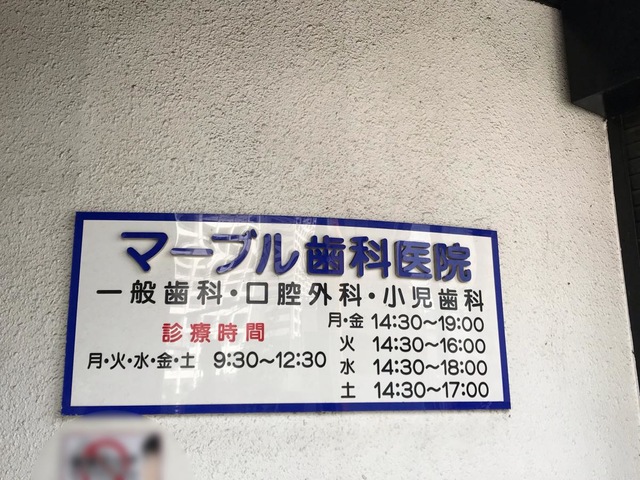 マーブル歯科医院
一般歯科・口腔外科・小児歯科
診療時間
月・火・水・金・土 9:30〜12:30
月・金 14:30〜19:00
火 14:30〜16:00
水 14:30〜18:00
土 14:30〜17:00